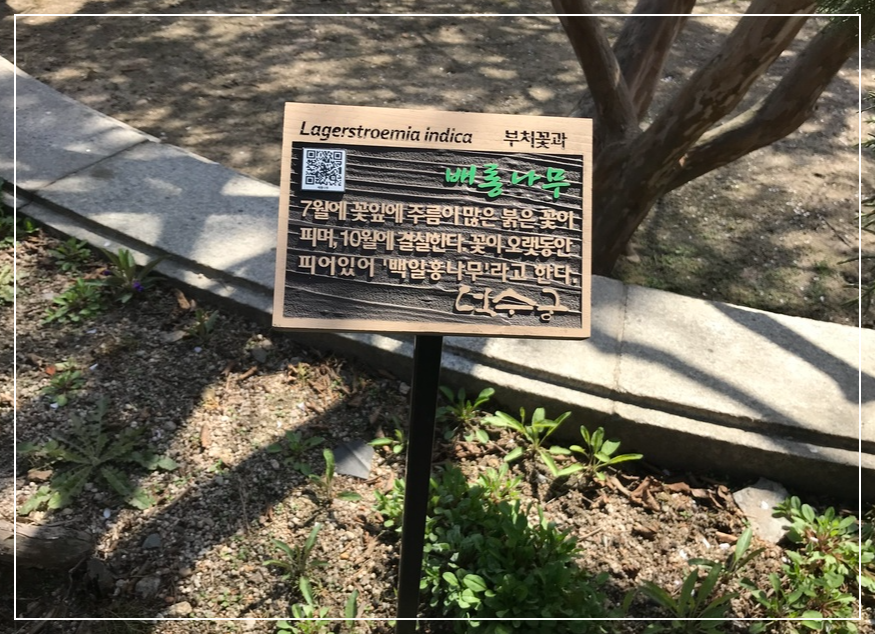 Lagerstroemia indica 부처꽃과
배롱나무
7월에 꽃잎에 주름이 많은 붉은 꽃이
피며, 10월에 결실한다. 꽃이 오랫동안
피어있어 '백일홍나무'라고 한다.
덕수궁